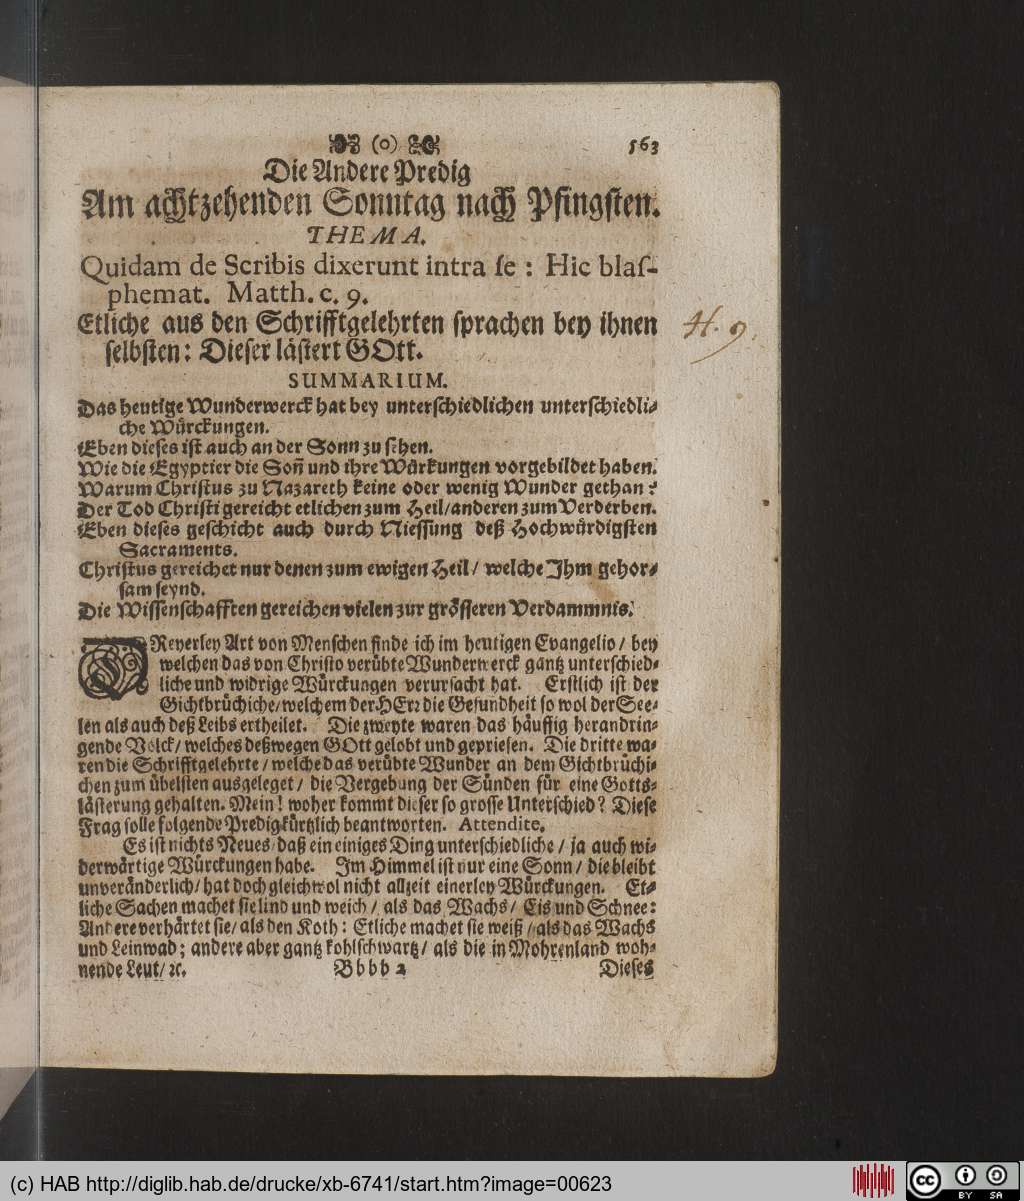 (o) 563
Die Andere Predig
Am achtzehenden Sonntag nach Pfingsten.
THEMA.
Quidam de Scribis dixerunt intra ſe : Hic blaſ-
phemat. Matth. c. 9.
Etliche aus den Schrifftgelehrten ſprachen bey ihnen
ſelbſten: Dieſer läſtert GOtt.
H. 9.
SUMMARIUM.
Das heutige Wunderwerck hat bey unterſchiedlichen unterſchiedli-
che Würckungen.
Eben dieſes iſt auch an der Sonn zu ſehen.
Wie die Egyptier die Soñ und ihre Würkungen vorgebildet haben.
Warum Chriſtus zu Nazareth keine oder wenig Wunder gethan?
Der Tod Chriſti gereicht etlichen zum Heil/anderen zum Verderben.
Eben dieſes geſchicht auch durch Nieſſung deß Hochwürdigſten
Sacraments.
Chriſtus gereichet nur denen zum ewigen Heil/ welche Ihm gehor-
ſam ſeynd.
Die Wiſſenſchafften gereichen vielen zur gröſſeren Verdammnis.
DReyerley Art von Menſchen finde ich im heutigen Evangelio/ bey
welchen das von Chriſto verübte Wunderwerck gantz unterſchied-
liche und widrige Würckungen verurſacht hat. Erſtlich iſt der
Gichtbrüchiche/welchem der HErr die Geſundheit ſo wol der See-
len als auch deß Leibs ertheilet. Die zweyte waren das häuffig herandrin-
gende Volck/ welches deßwegen GOtt gelobt und geprieſen. Die dritte wa-
ren die Schrifftgelehrte/ welche das verübte Wunder an dem Gichtbrüchi-
chen zum übelſten ausgeleget/ die Vergebung der Sünden für eine Gotts-
läſterung gehalten. Mein! woher kommt dieſer ſo groſſe Unterſchied? Dieſe
Frag ſolle folgende Predig kürtzlich beantworten. Attendite.
Es iſt nichts Neues/ daß ein einiges Ding unterſchiedliche/ ja auch wi-
derwärtige Würckungen habe. Im Himmel iſt nur eine Sonn/ die bleibt
unveränderlich/ hat doch gleichwol nicht allzeit einerley Würckungen. Et-
liche Sachen machet ſie lind und weich/ als das Wachs/ Eis und Schnee:
Andere verhärtet ſie/ als den Koth: Etliche machet ſie weiß/ als das Wachs
und Leinwad; andere aber gantz kohlſchwartz/ als die in Mohrenland woh-
nende Leut/ ꝛc. Bbbb 2 Dieſes
(c) HAB http://diglib.hab.de/drucke/xb-6741/start.htm?image=00623
cc BY SA